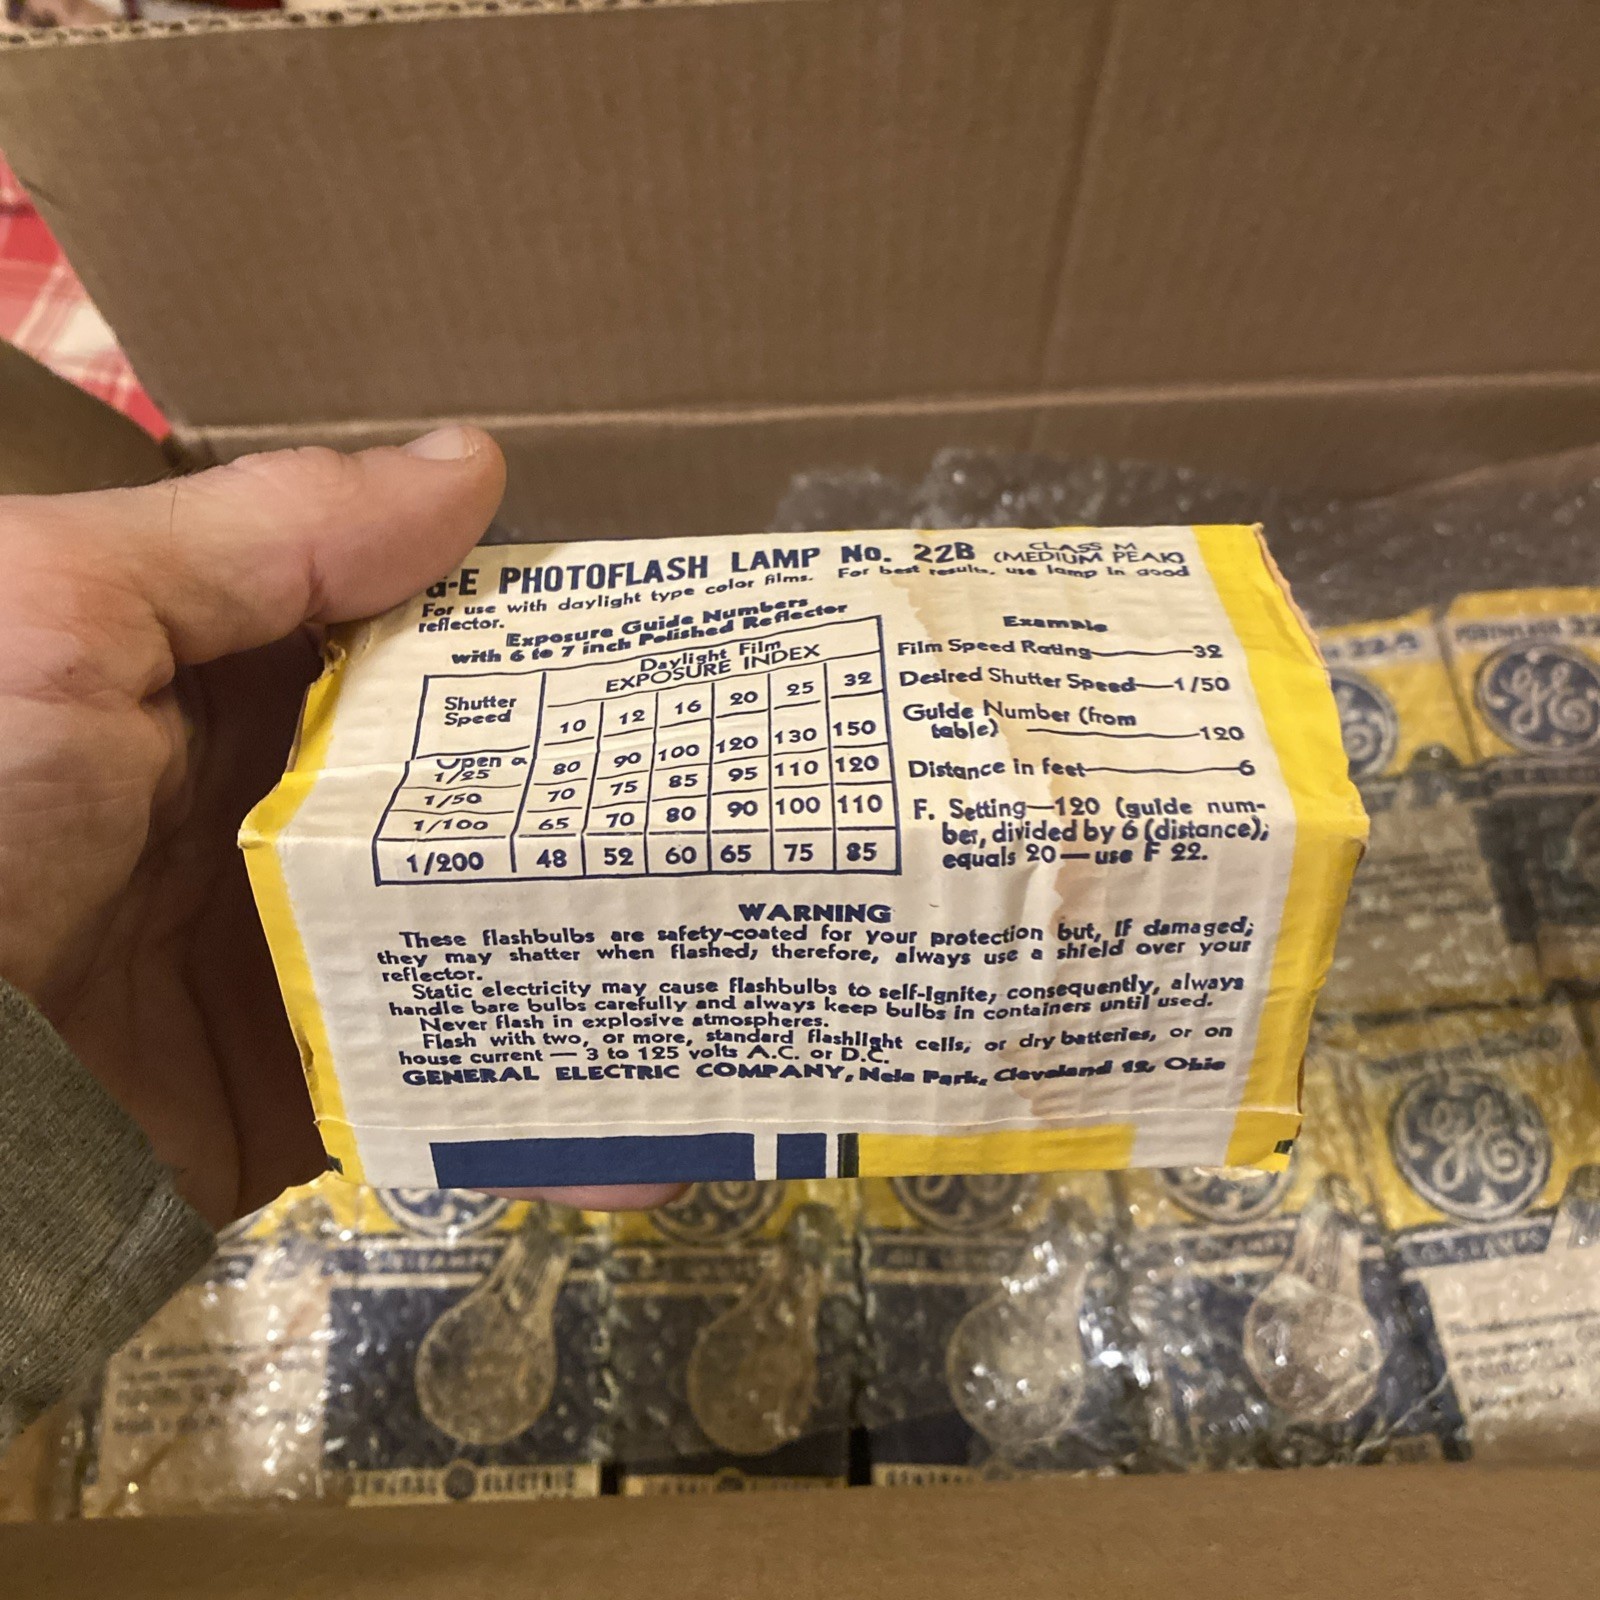 G-E PHOTOFLASH LAMP No. 22B CLASS M (MEDIUM PEAK)
For use with daylight type color films. For best results, use lamp in good
reflector.
Exposure Guide Numbers
with 6 to 7 inch Polished Reflector
Shutter Speed
Daylight Film
EXPOSURE INDEX
10 12 16 20 25 32
Open or
1/25 80 90 100 120 130 150
1/50 70 75 85 95 110 120
1/100 65 70 80 90 100 110
1/200 48 52 60 65 75 85
Example
Film Speed Rating—32
Desired Shutter Speed—1/50
Guide Number (from
table) —120
Distance in feet—6
F. Setting—120 (guide num-
ber, divided by 6 (distance),
equals 20—use F 22.
WARNING
These flashbulbs are safety-coated for your protection but, if damaged,
they may shatter when flashed; therefore, always use a shield over your
reflector.
Static electricity may cause flashbulbs to self-ignite, consequently, always
handle bare bulbs carefully and always keep bulbs in containers until used.
Never flash in explosive atmospheres.
Flash with two, or more, standard flashlight cells, or dry batteries, or on
house current — 3 to 125 volts A.C. or D.C.
GENERAL ELECTRIC COMPANY, Nela Park, Cleveland 12, Ohio
GE
GE
GENERAL ELECTRIC
GENERAL